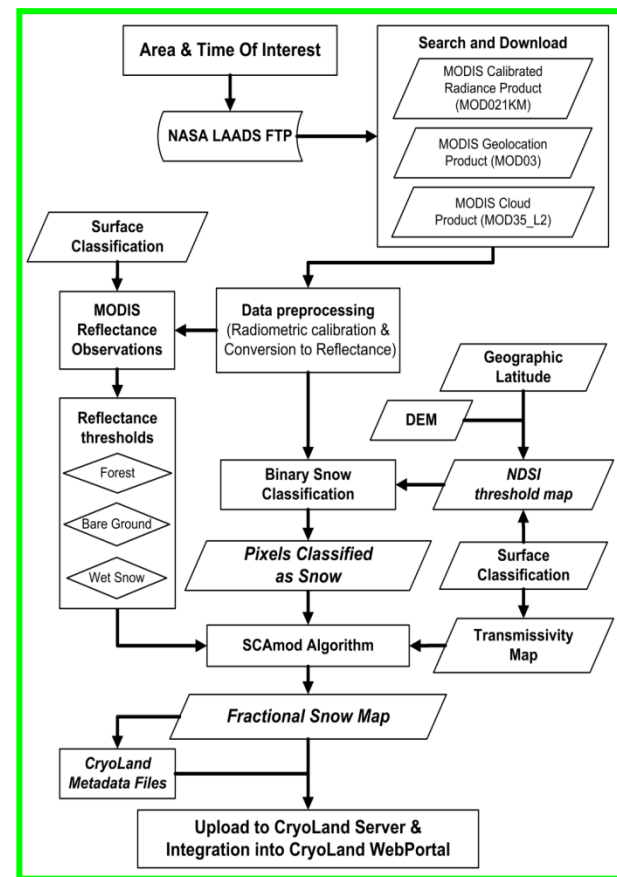 Area & Time Of Interest
NASA LAADS FTP
Search and Download
MODIS Calibrated
Radiance Product
(MOD021KM)
MODIS Geolocation
Product (MOD03)
MODIS Cloud
Product (MOD35_L2)
Surface
Classification
MODIS
Reflectance
Observations
Data preprocessing
(Radiometric calibration &
Conversion to Reflectance)
Geographic
Latitude
DEM
Reflectance
thresholds
Forest
Bare Ground
Wet Snow
Binary Snow
Classification
NDSI
threshold map
Pixels Classified
as Snow
Surface
Classification
SCAmod Algorithm
Transmissivity
Map
Fractional Snow Map
CryoLand
Metadata Files
Upload to CryoLand Server &
Integration into CryoLand WebPortal